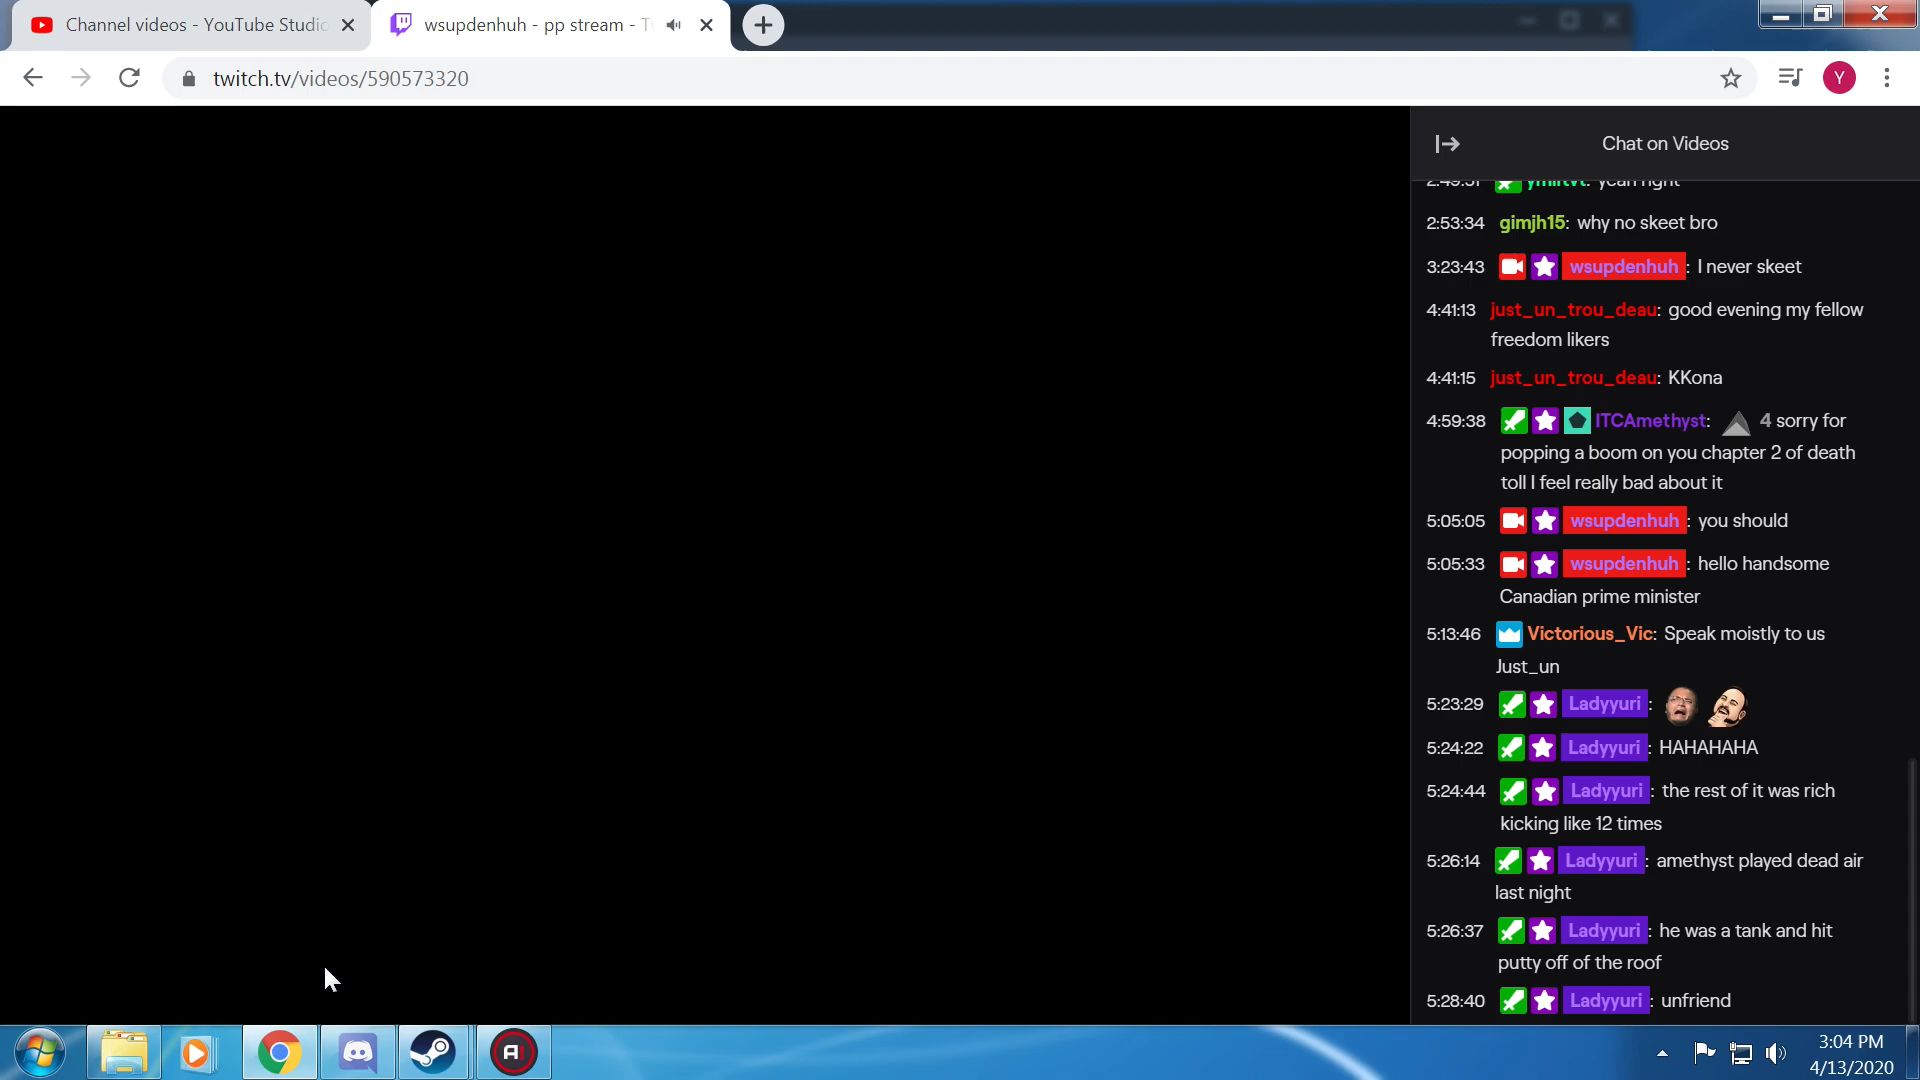 Channel videos - YouTube Studio
wsupdenhuh - pp stream - Tw
twitch.tv/videos/590573320
Y
Chat on Videos
yeah right
2:53:34 gimjh15: why no skeet bro
3:23:43 wsupdenhuh: I never skeet
4:41:13 just_un_trou_deau: good evening my fellow
freedom likers
4:41:15 just_un_trou_deau: KKona
4:59:38 ITCAmethyst: 4 sorry for
popping a boom on you chapter 2 of death
toll I feel really bad about it
5:05:05 wsupdenhuh: you should
5:05:33 wsupdenhuh: hello handsome
Canadian prime minister
5:13:46 Victorious_Vic: Speak moistly to us
Just_un
5:23:29 Ladyyuri:
5:24:22 Ladyyuri: HAHAHAHA
5:24:44 Ladyyuri: the rest of it was rich
kicking like 12 times
5:26:14 Ladyyuri: amethyst played dead air
last night
5:26:37 Ladyyuri: he was a tank and hit
putty off of the roof
5:28:40 Ladyyuri: unfriend
3:04 PM
4/13/2020